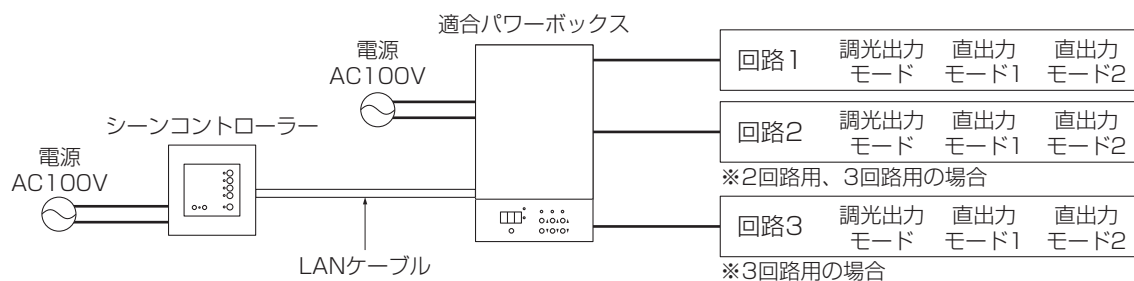 適合パワーボックス
電源
AC100V
シーンコントローラー
電源
AC100V
LANケーブル
回路1 調光出力モード 直出力モード1 直出力モード2
回路2 調光出力モード 直出力モード1 直出力モード2
※2回路用、3回路用の場合
回路3 調光出力モード 直出力モード1 直出力モード2
※3回路用の場合